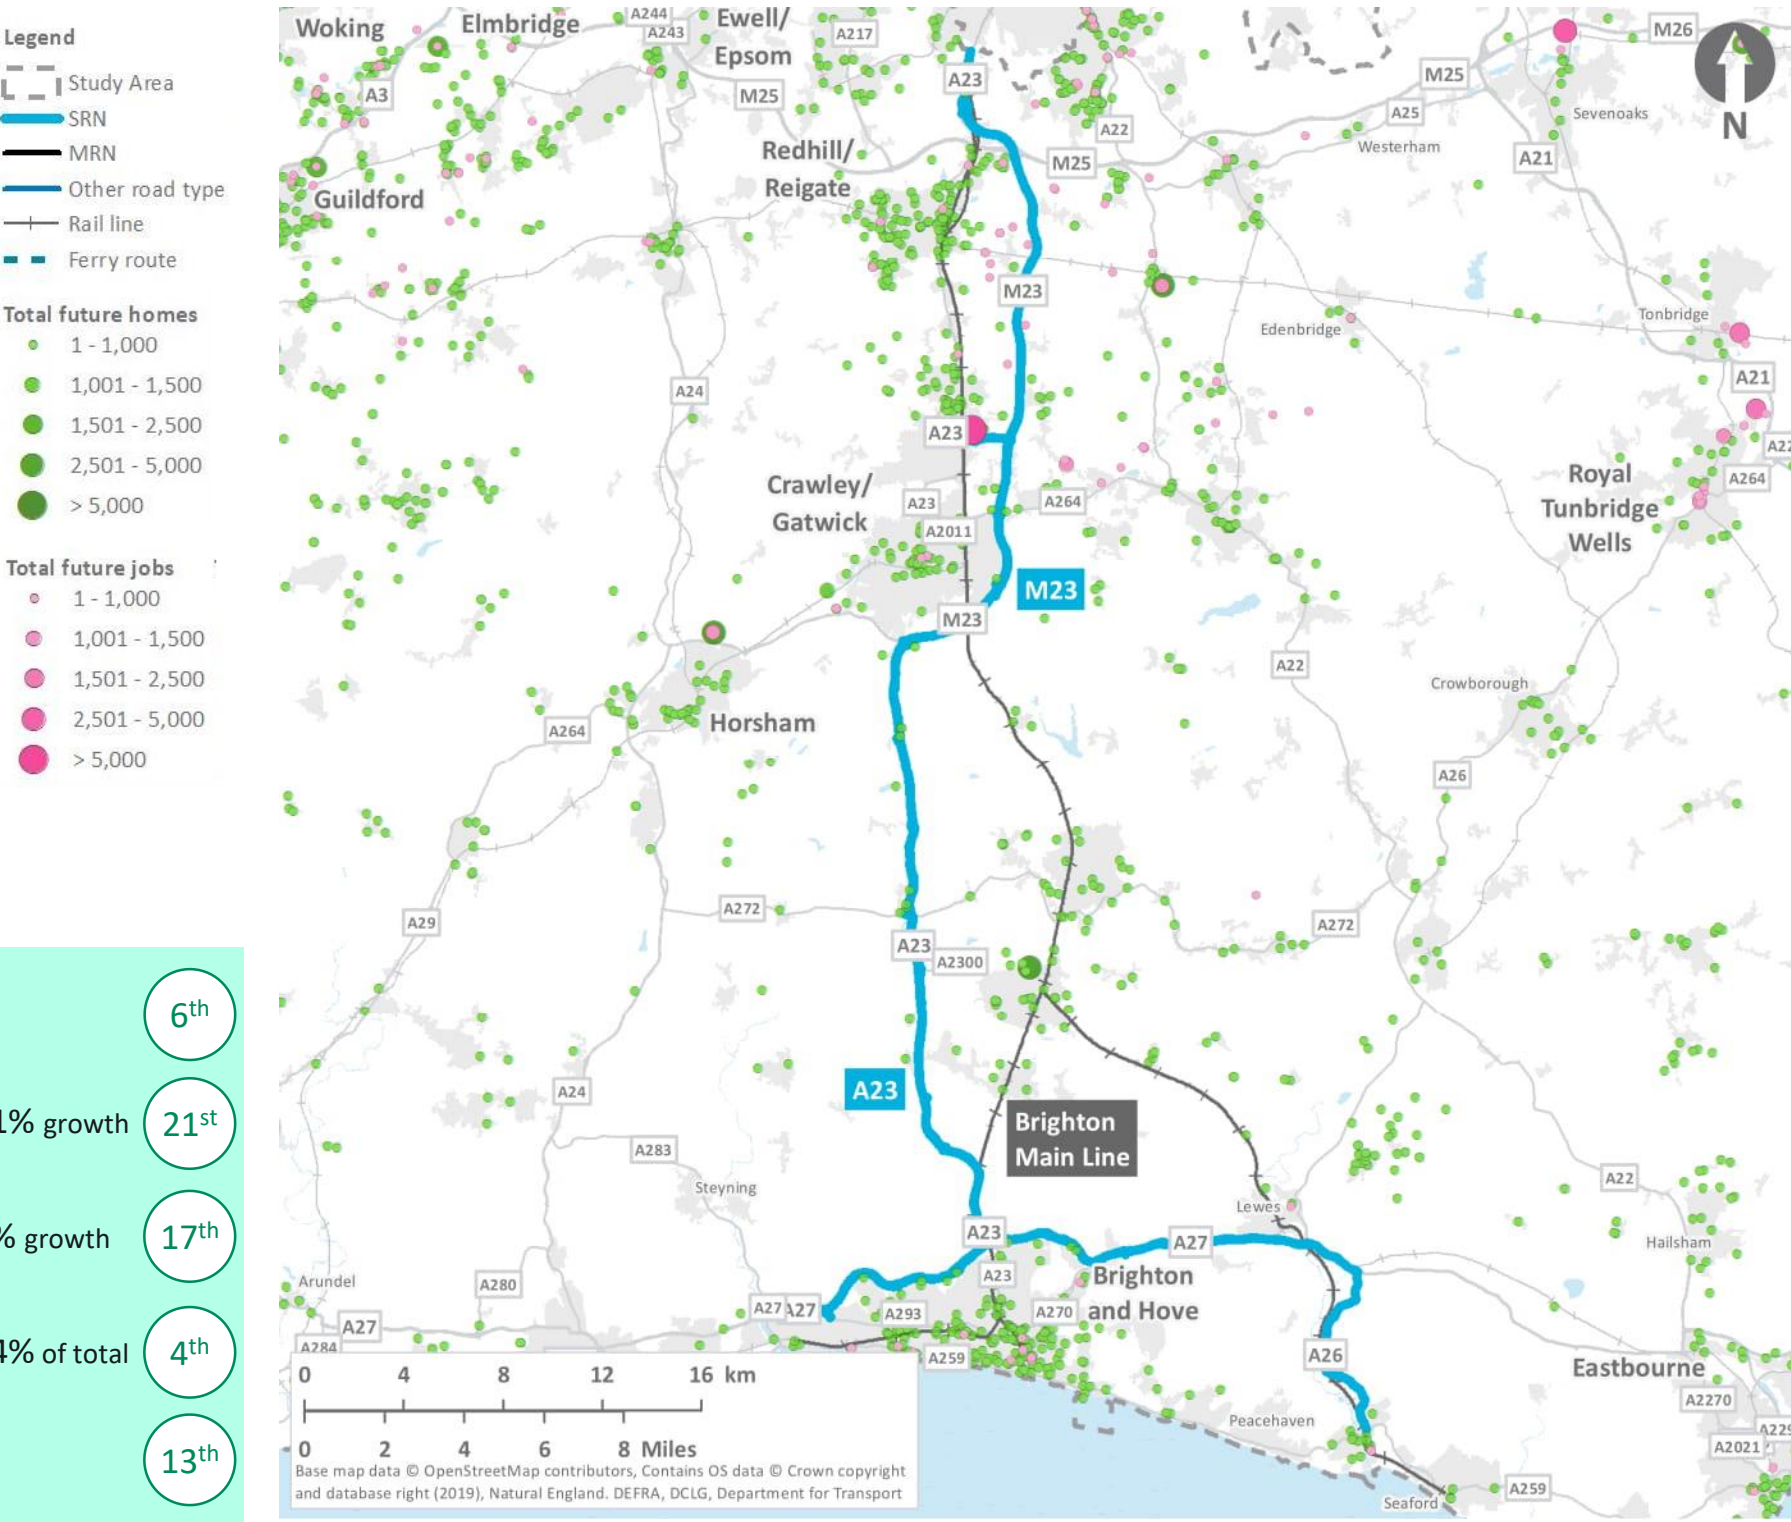 Legend
Study Area
SRN
MRN
Other road type
Rail line
Ferry route
Total future homes
1 - 1,000
1,001 - 1,500
1,501 - 2,500
2,501 - 5,000
> 5,000
Total future jobs
1 - 1,000
1,001 - 1,500
1,501 - 2,500
2,501 - 5,000
> 5,000
6th
1% growth
21st
% growth
17th
4% of total
4th
13th
Woking
Elmbridge
A244
A243
Ewell/
Epsom
A217
A23
M25
M26
N
A3
M25
A25
Sevenoaks
A22
Westerham
A21
Redhill/
Reigate
M25
Guildford
M23
Edenbridge
Tonbridge
A24
A21
A23
A22
Crawley/
Gatwick
A23
A264
A2011
Royal
Tunbridge
Wells
A264
M23
M23
A22
Crowborough
Horsham
A264
A26
A272
A29
A272
A23
A2300
A23
A24
Brighton
Main Line
A283
Steyning
A22
Lewes
A23
A27
Hailsham
Arundel
A280
A23
Brighton
and Hove
A27
A27
A293
A270
A27
A284
A259
A26
Eastbourne
A2270
Peacehaven
A229
A2021
Seaford
A259
0 4 8 12 16 km
0 2 4 6 8 Miles
Base map data © OpenStreetMap contributors, Contains OS data © Crown copyright
and database right (2019), Natural England. DEFRA, DCLG, Department for Transport